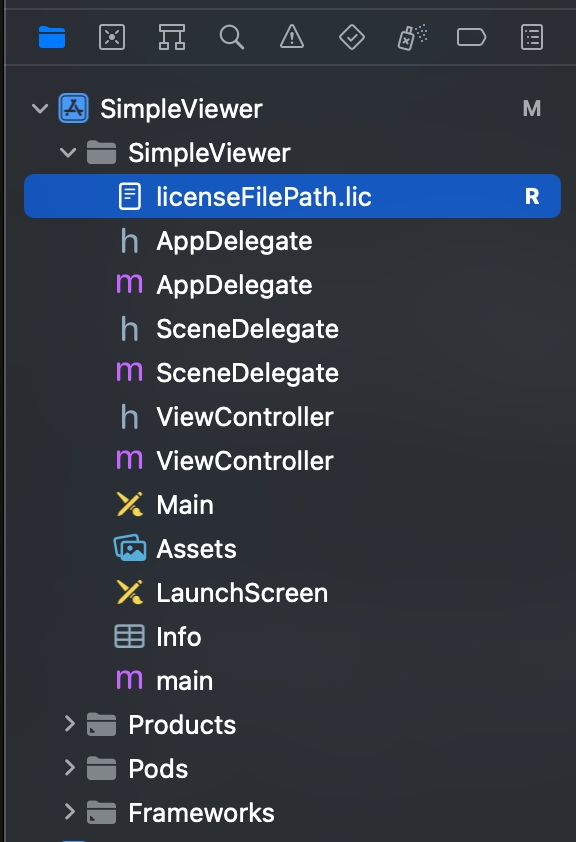 SimpleViewer M
SimpleViewer
licenseFilePath.lic R
h AppDelegate
m AppDelegate
h SceneDelegate
m SceneDelegate
h ViewController
m ViewController
Main
Assets
LaunchScreen
Info
m main
Products
Pods
Frameworks